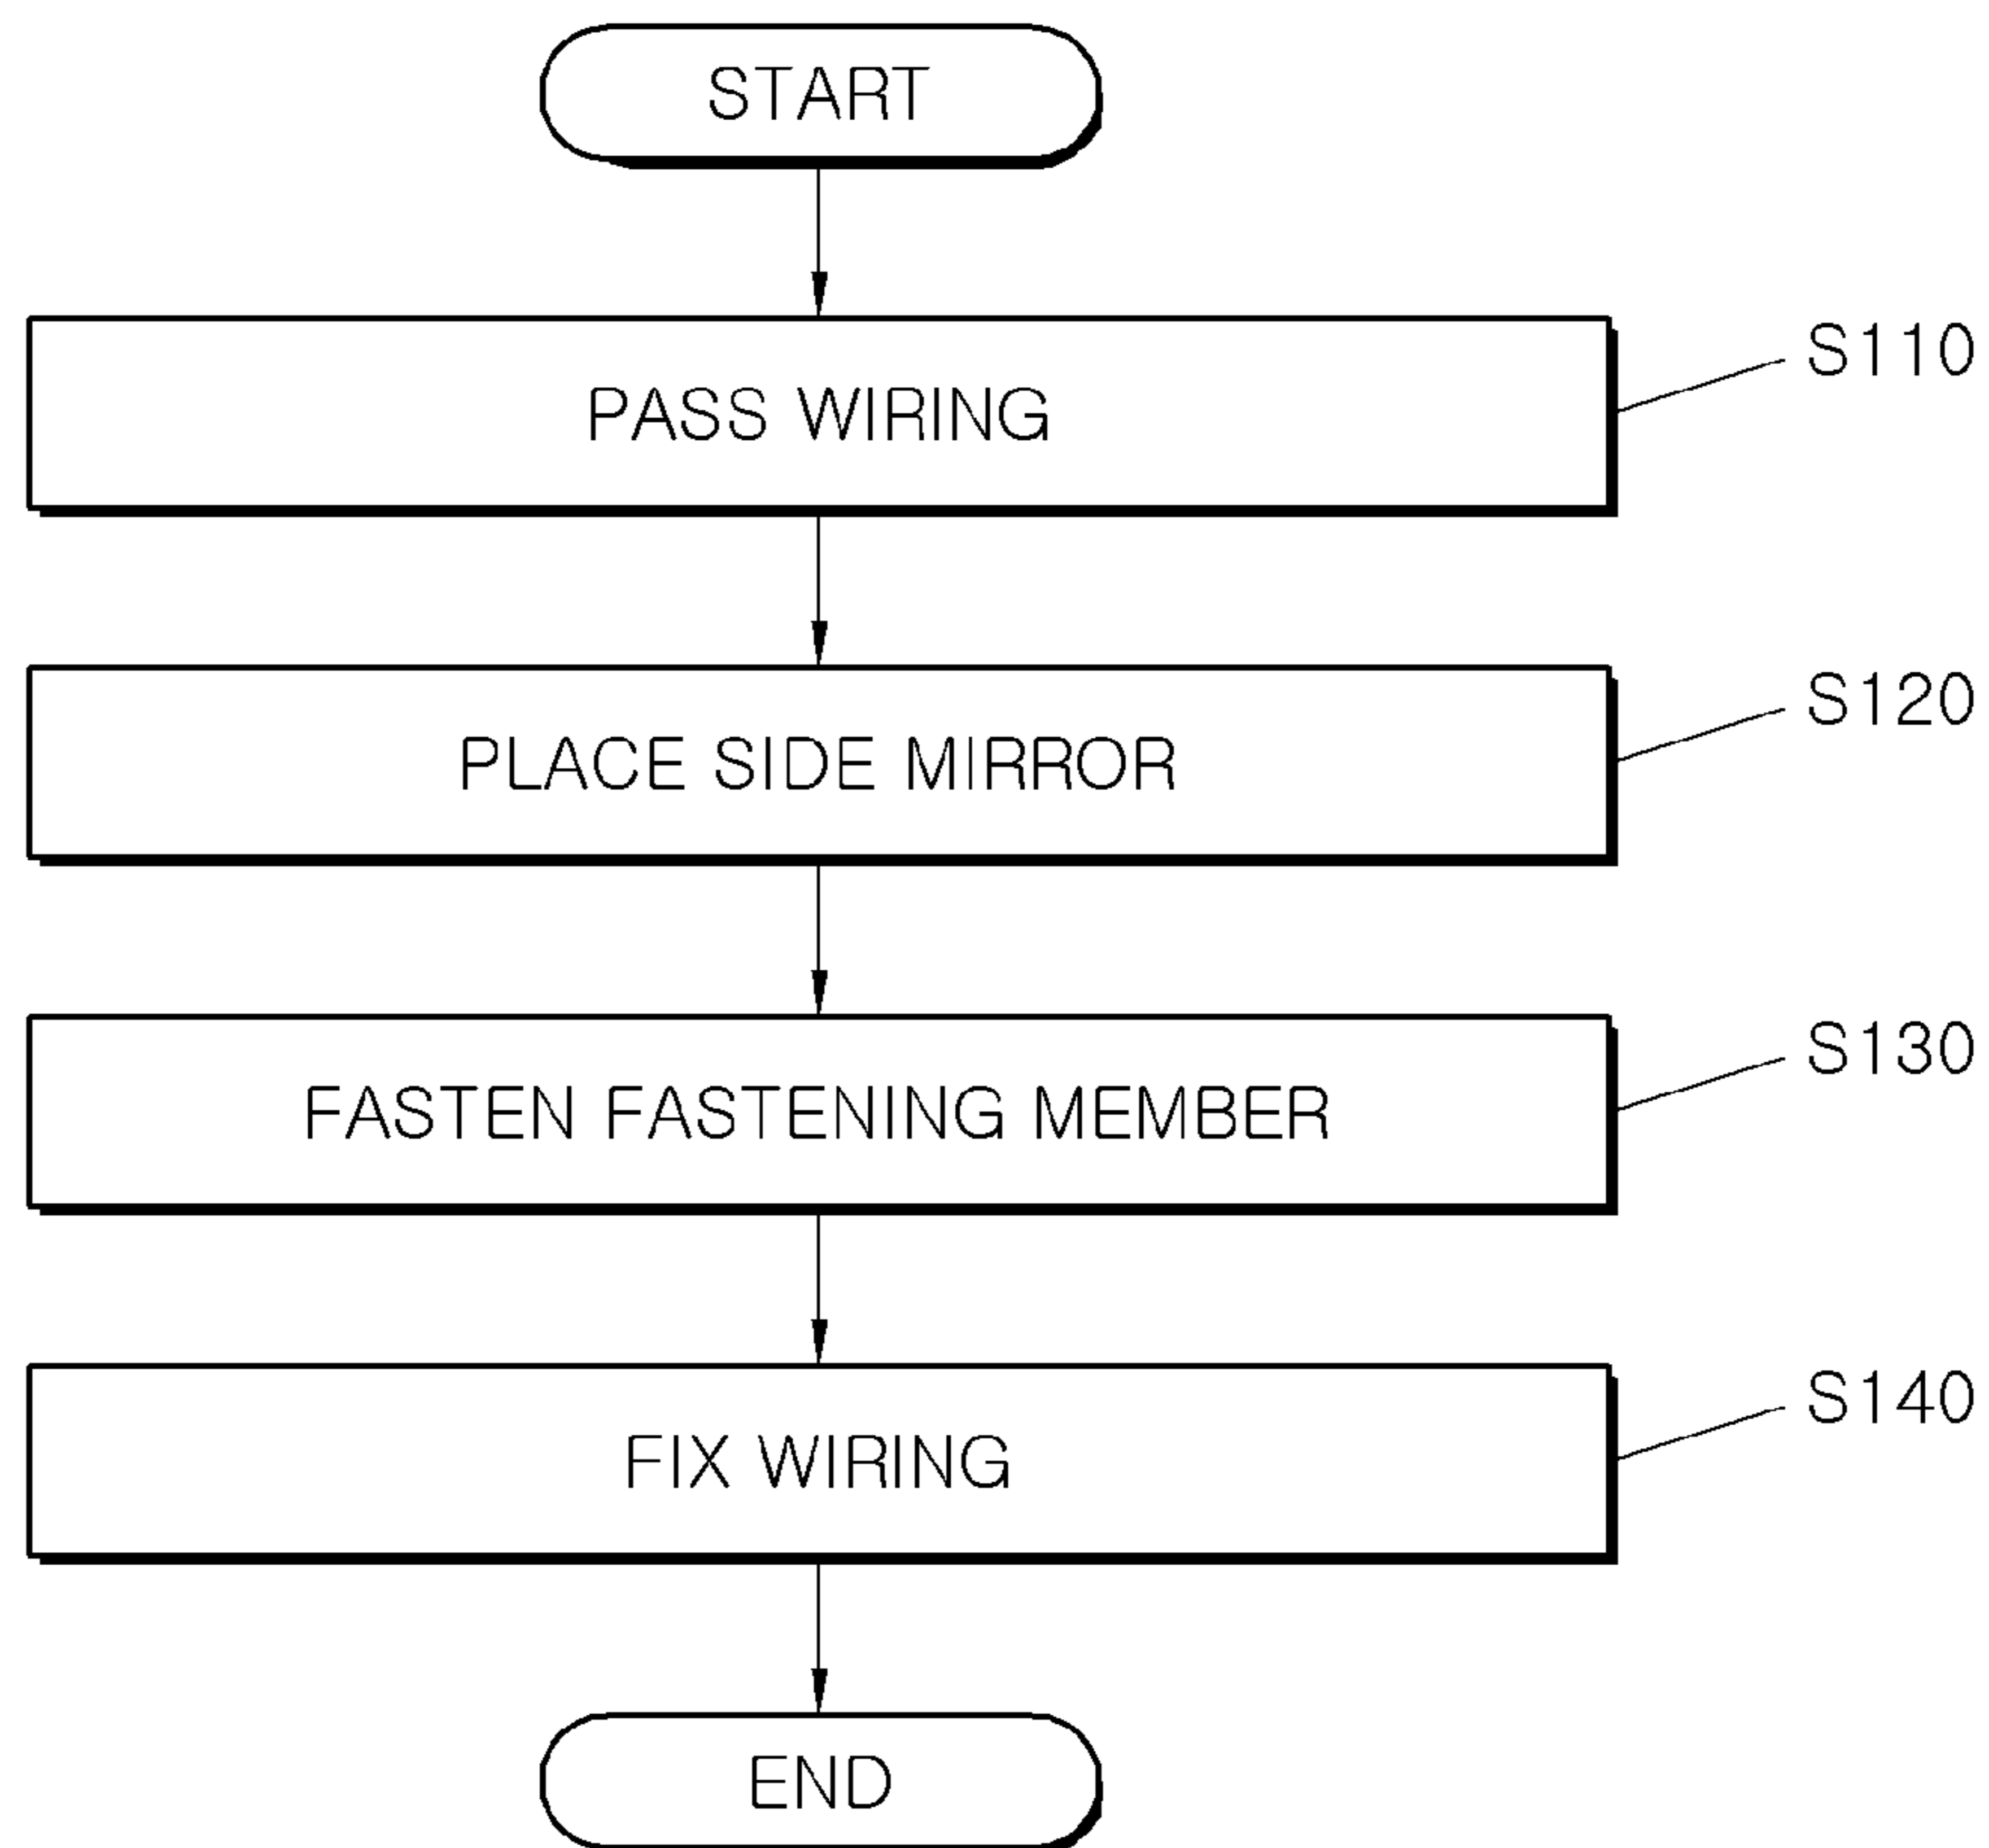 START
PASS WIRING
S110
PLACE SIDE MIRROR
S120
FASTEN FASTENING MEMBER
S130
FIX WIRING
S140
END